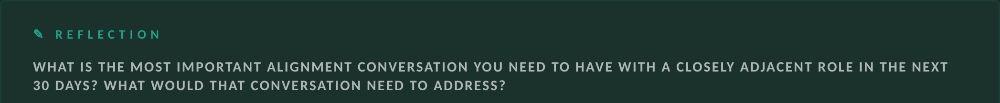 ✎ REFLECTION
WHAT IS THE MOST IMPORTANT ALIGNMENT CONVERSATION YOU NEED TO HAVE WITH A CLOSELY ADJACENT ROLE IN THE NEXT
30 DAYS? WHAT WOULD THAT CONVERSATION NEED TO ADDRESS?